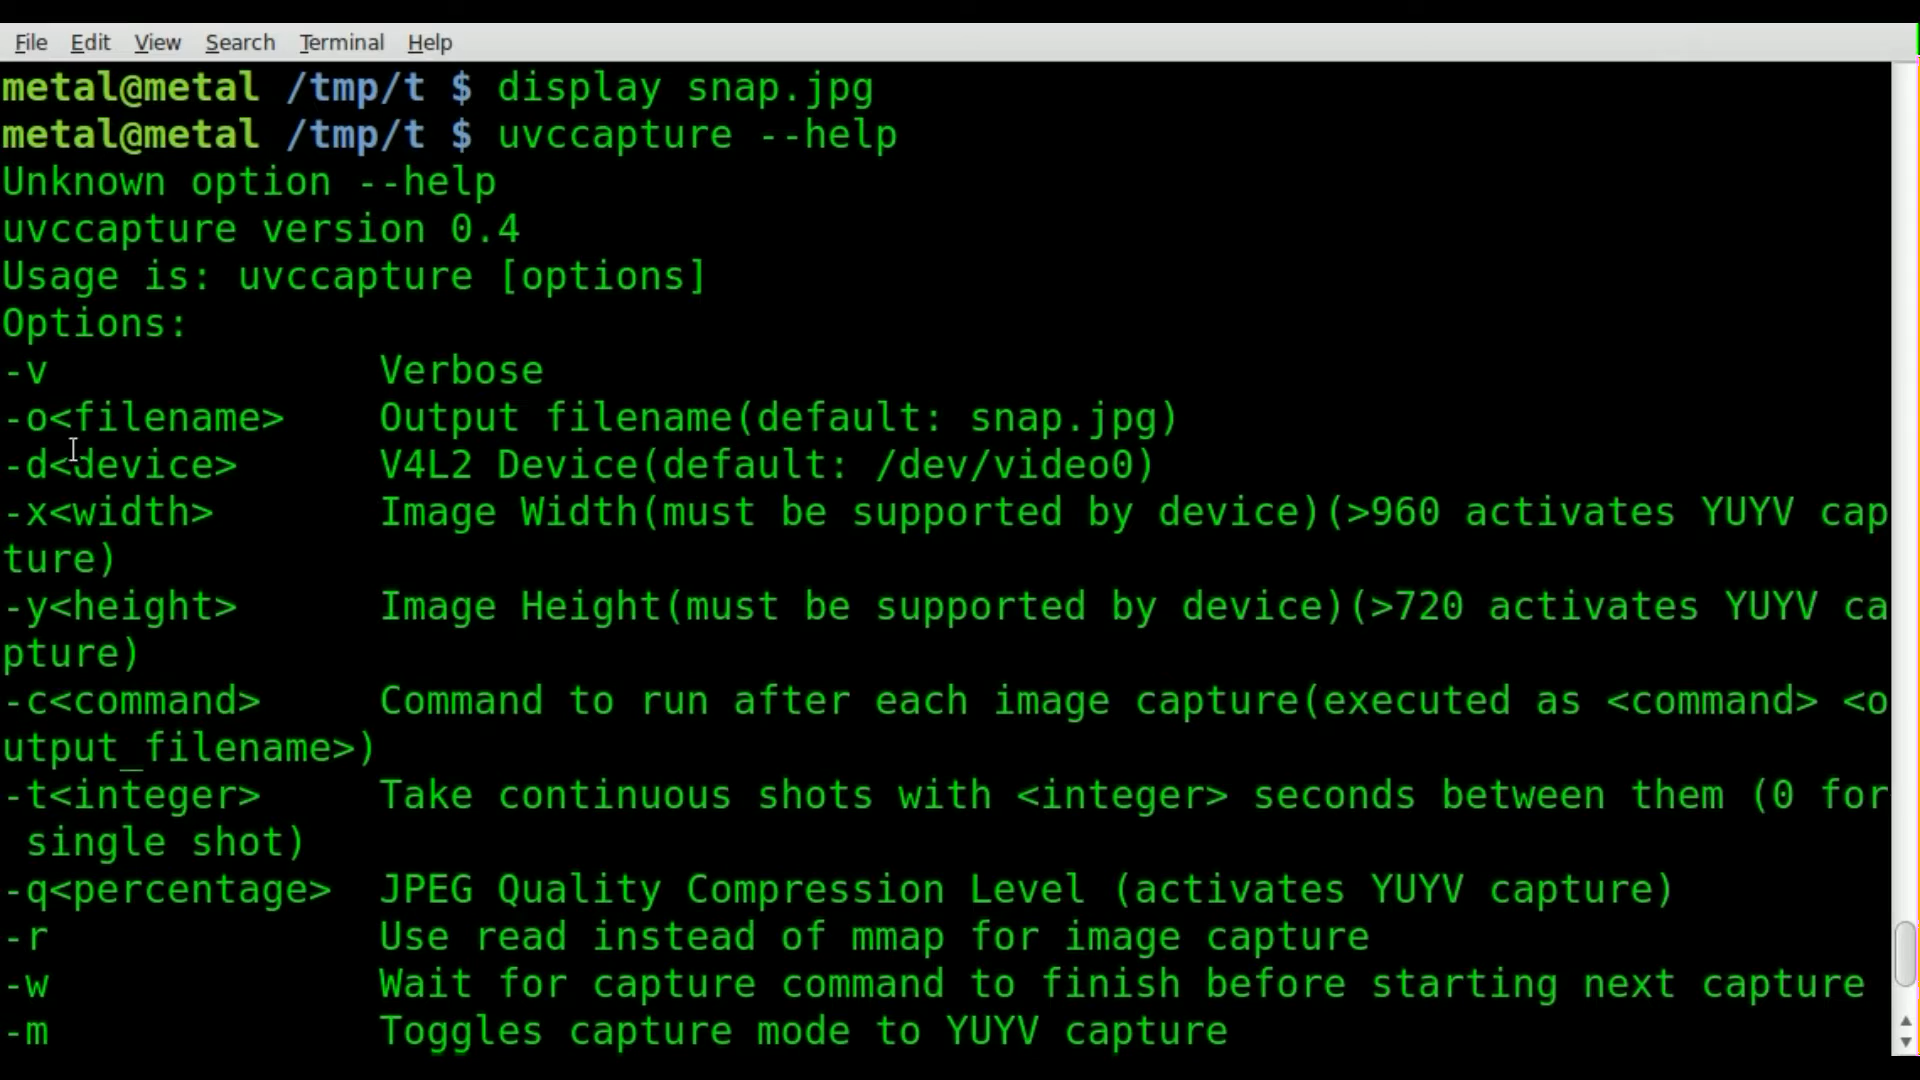 File Edit View Search Terminal Help
metal@metal /tmp/t $ display snap.jpg
metal@metal /tmp/t $ uvccapture --help
Unknown option --help
uvccapture version 0.4
Usage is: uvccapture [options]
Options:
-v Verbose
-o<filename> Output filename(default: snap.jpg)
-d<device> V4L2 Device(default: /dev/video0)
-x<width> Image Width(must be supported by device)(>960 activates YUYV cap
ture)
-y<height> Image Height(must be supported by device)(>720 activates YUYV ca
pture)
-c<command> Command to run after each image capture(executed as <command> <o
utput_filename>)
-t<integer> Take continuous shots with <integer> seconds between them (0 for
single shot)
-q<percentage> JPEG Quality Compression Level (activates YUYV capture)
-r Use read instead of mmap for image capture
-w Wait for capture command to finish before starting next capture
-m Toggles capture mode to YUYV capture